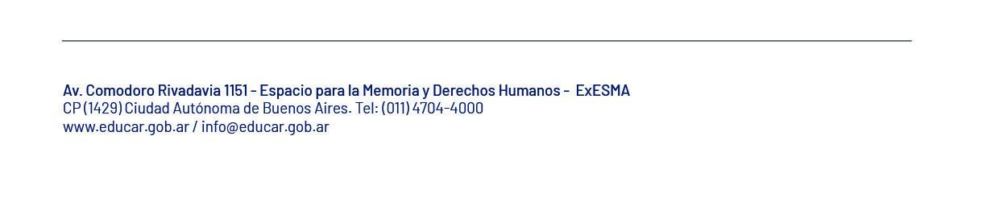 Av. Comodoro Rivadavia 1151 - Espacio para la Memoria y Derechos Humanos -  ExESMA
CP (1429) Ciudad Autónoma de Buenos Aires. Tel: (011) 4704-4000
www.educar.gob.ar / info@educar.gob.ar